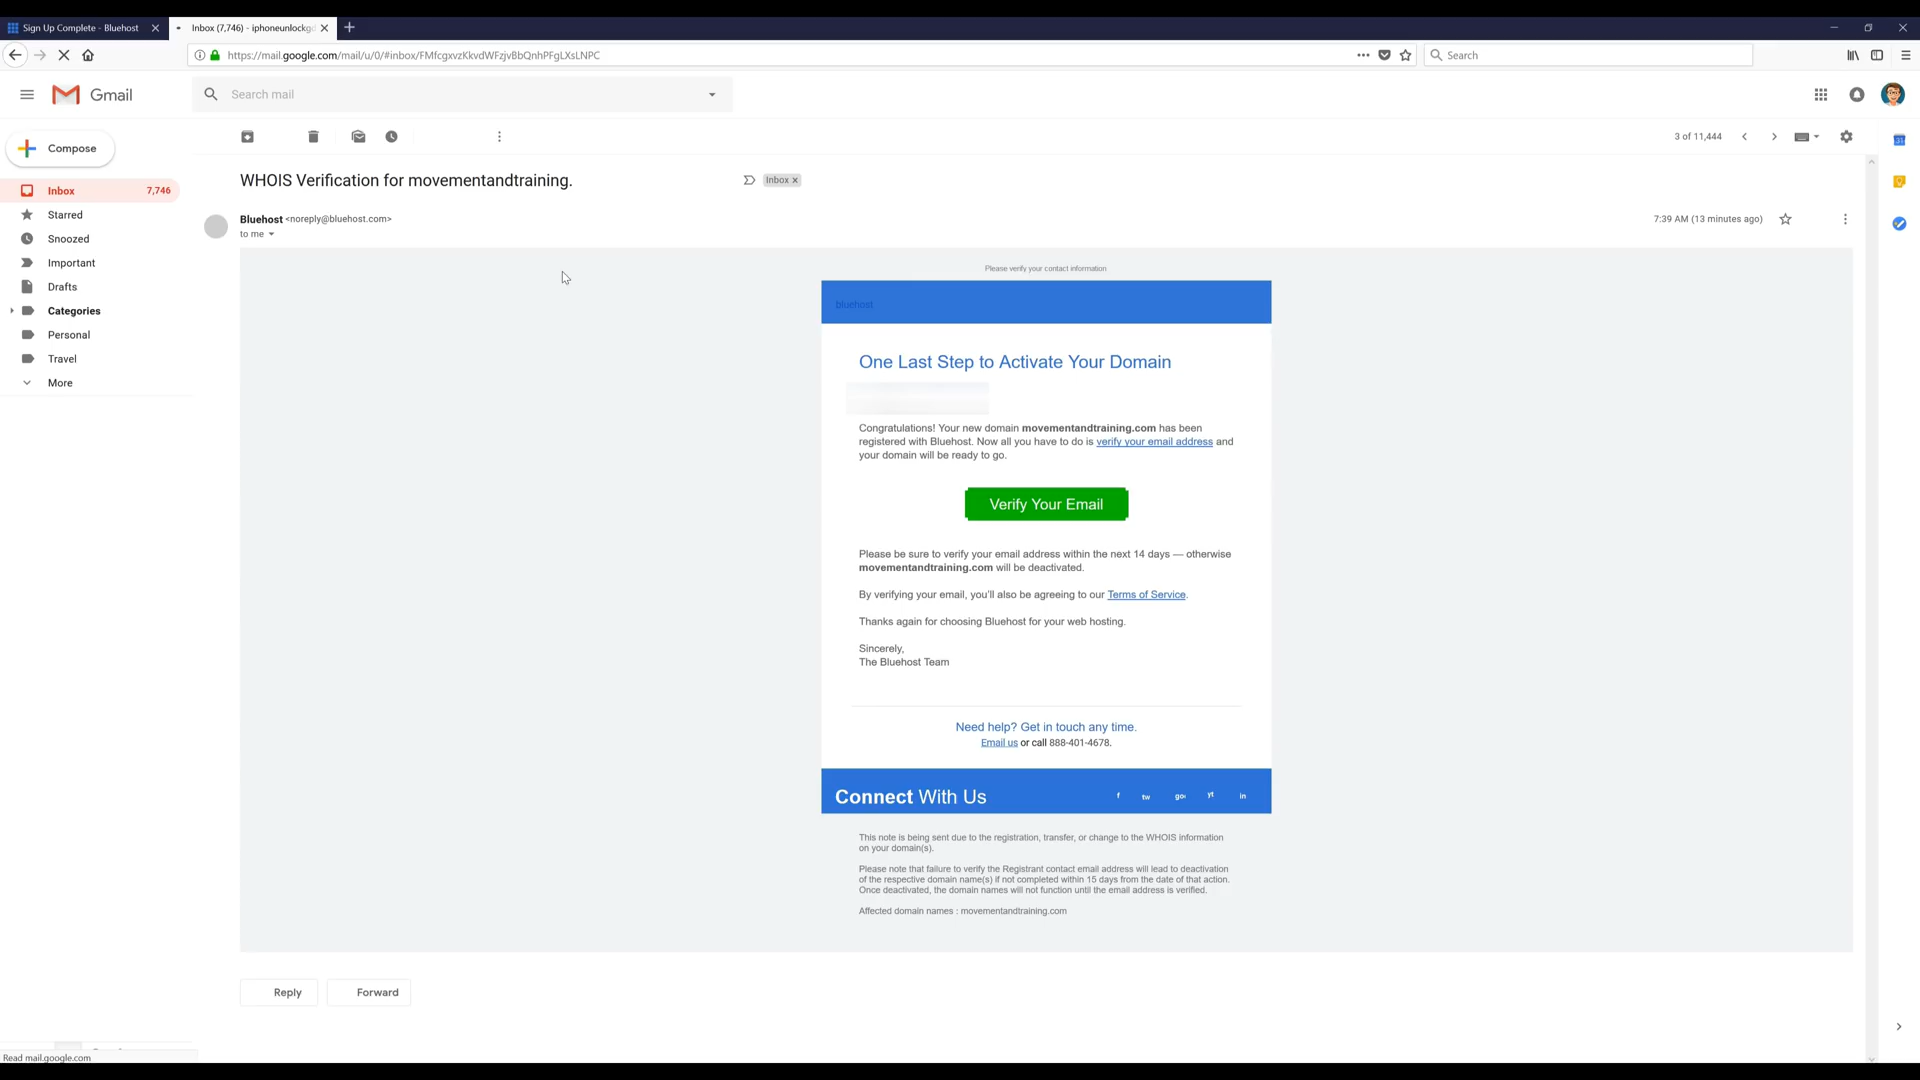 Sign Up Complete - Bluehost
Inbox (7,746) - iphoneunlockgd
https://mail.google.com/mail/u/0/#inbox/FMfcgxvzKkvdWFzjvBbQnhPFgLXsLNPC
Search
Gmail
Search mail
Compose
3 of 11,444
Inbox 7,746
Starred
Snoozed
Important
Drafts
Categories
Personal
Travel
More
WHOIS Verification for movementandtraining.
Inbox x
Bluehost <noreply@bluehost.com>
7:39 AM (13 minutes ago)
to me
Please verify your contact information
bluehost
One Last Step to Activate Your Domain
Congratulations! Your new domain movementandtraining.com has been
registered with Bluehost. Now all you have to do is verify your email address and
your domain will be ready to go.
Verify Your Email
Please be sure to verify your email address within the next 14 days — otherwise
movementandtraining.com will be deactivated.
By verifying your email, you'll also be agreeing to our Terms of Service.
Thanks again for choosing Bluehost for your web hosting.
Sincerely,
The Bluehost Team
Need help? Get in touch any time.
Email us or call 888-401-4678.
Connect With Us
f tw yt in
This note is being sent due to the registration, transfer, or change to the WHOIS information
on your domain(s).
Please note that failure to verify the Registrant contact email address will lead to deactivation
of the respective domain name(s) if not completed within 15 days from the date of that action.
Once deactivated, the domain names will not function until the email address is verified.
Affected domain names : movementandtraining.com
Reply
Forward
Read mail.google.com
31